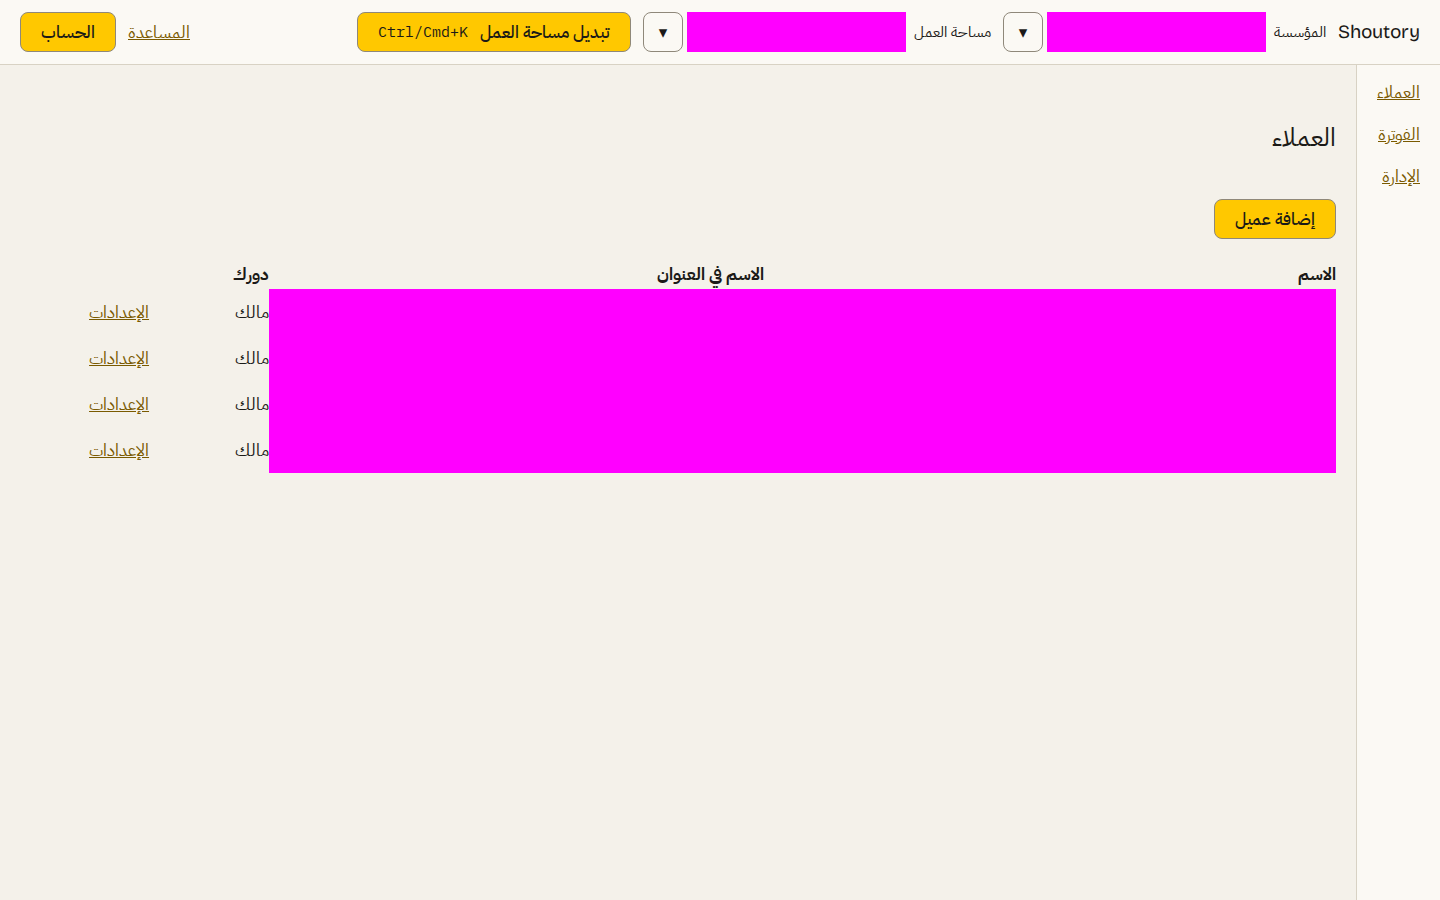 Shoutory المؤسسة ▼ مساحة العمل ▼ تبديل مساحة العمل Ctrl/Cmd+K المساعدة الحساب
العملاء
الفوترة
الإدارة
العملاء
إضافة عميل
الاسم الاسم في العنوان دورك
مالك الإعدادات
مالك الإعدادات
مالك الإعدادات
مالك الإعدادات